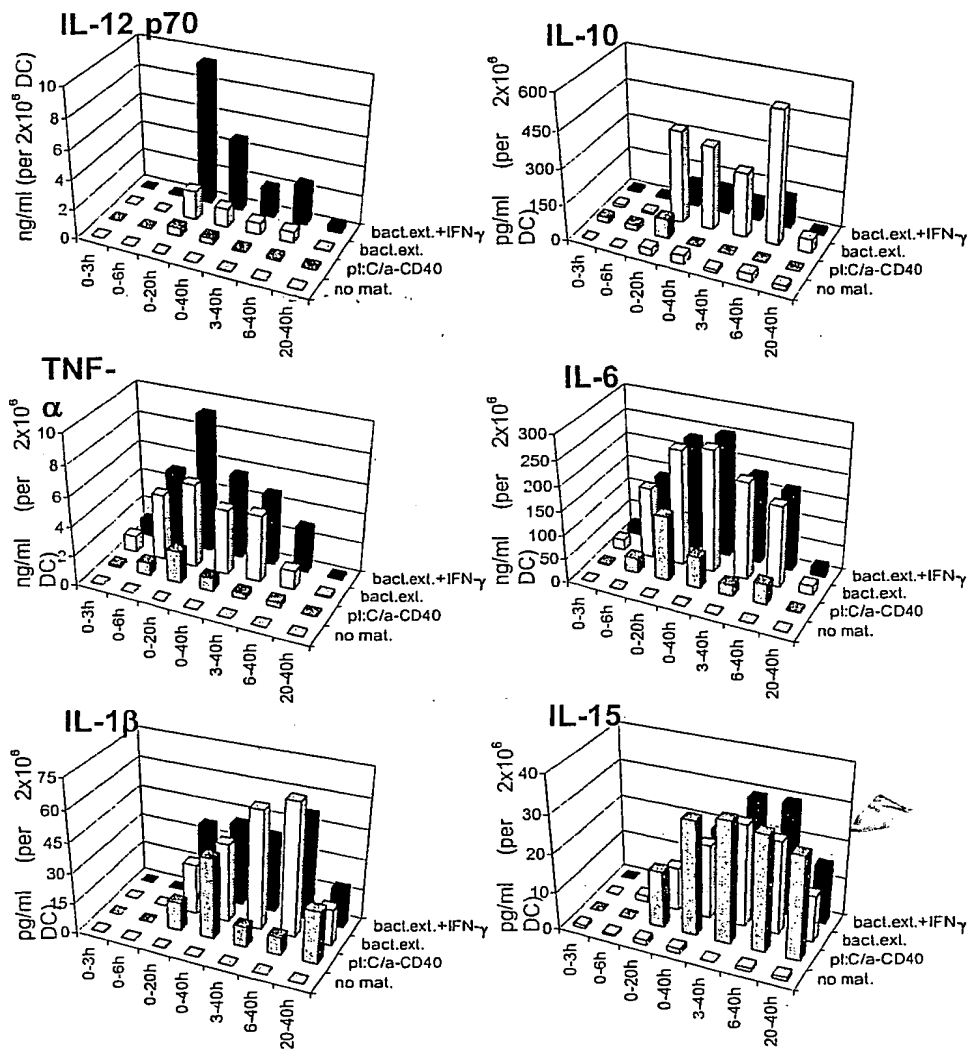 IL-12 p70
ng/ml (per 2x10⁶ DC)
10
8
6
4
2
0
0-3h
0-6h
0-20h
0-40h
3-40h
6-40h
20-40h
bact.ext.+IFN-γ
bact.ext.
pI:C/a-CD40
no mat.
IL-10
pg/ml (per 2x10⁶
DC)
600
450
300
150
0
0-3h
0-6h
0-20h
0-40h
3-40h
6-40h
20-40h
bact.ext.+IFN-γ
bact.ext.
pI:C/a-CD40
no mat.
TNF-
α
ng/ml (per 2x10⁶
DC)
10
8
6
4
2
0
0-3h
0-6h
0-20h
0-40h
3-40h
6-40h
20-40h
bact.ext.+IFN-γ
bact.ext.
pI:C/a-CD40
no mat.
IL-6
ng/ml (per 2x10⁶
DC)
300
250
200
150
100
50
0
0-3h
0-6h
0-20h
0-40h
3-40h
6-40h
20-40h
bact.ext.+IFN-γ
bact.ext.
pI:C/a-CD40
no mat.
IL-1β
pg/ml (per 2x10⁶
DC)
75
60
45
30
15
0
0-3h
0-6h
0-20h
0-40h
3-40h
6-40h
20-40h
bact.ext.+IFN-γ
bact.ext.
pI:C/a-CD40
no mat.
IL-15
pg/ml (per 2x10⁶
DC)
40
30
20
10
0
0-3h
0-6h
0-20h
0-40h
3-40h
6-40h
20-40h
bact.ext.+IFN-γ
bact.ext.
pI:C/a-CD40
no mat.